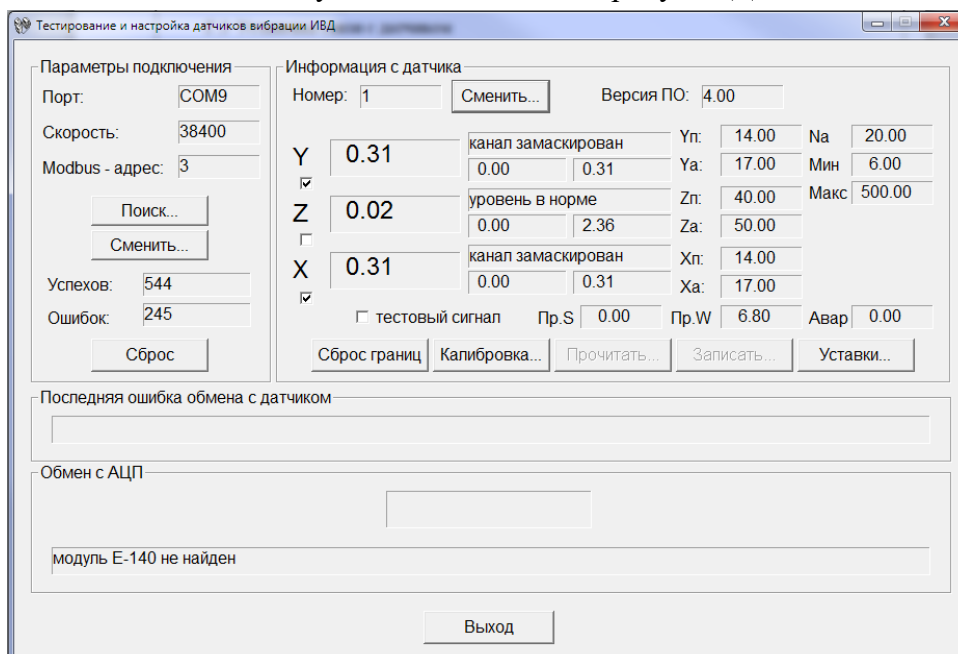 Тестирование и настройка датчиков вибрации ИВД
Параметры подключения
Порт: COM9
Скорость: 38400
Modbus - адрес: 3
Поиск...
Сменить...
Успехов: 544
Ошибок: 245
Сброс
Информация с датчика
Номер: 1 Сменить... Версия ПО: 4.00
Y 0.31 канал замаскирован
0.00 0.31
Yп: 14.00
Yа: 17.00
Z 0.02 уровень в норме
0.00 2.36
Zп: 40.00
Zа: 50.00
X 0.31 канал замаскирован
0.00 0.31
Xп: 14.00
Xа: 17.00
Na 20.00
Мин 6.00
Макс 500.00
тестовый сигнал Пр.S 0.00 Пр.W 6.80 Авар 0.00
Сброс границ Калибровка... Прочитать... Записать... Уставки...
Последняя ошибка обмена с датчиком
Обмен с АЦП
модуль E-140 не найден
Выход